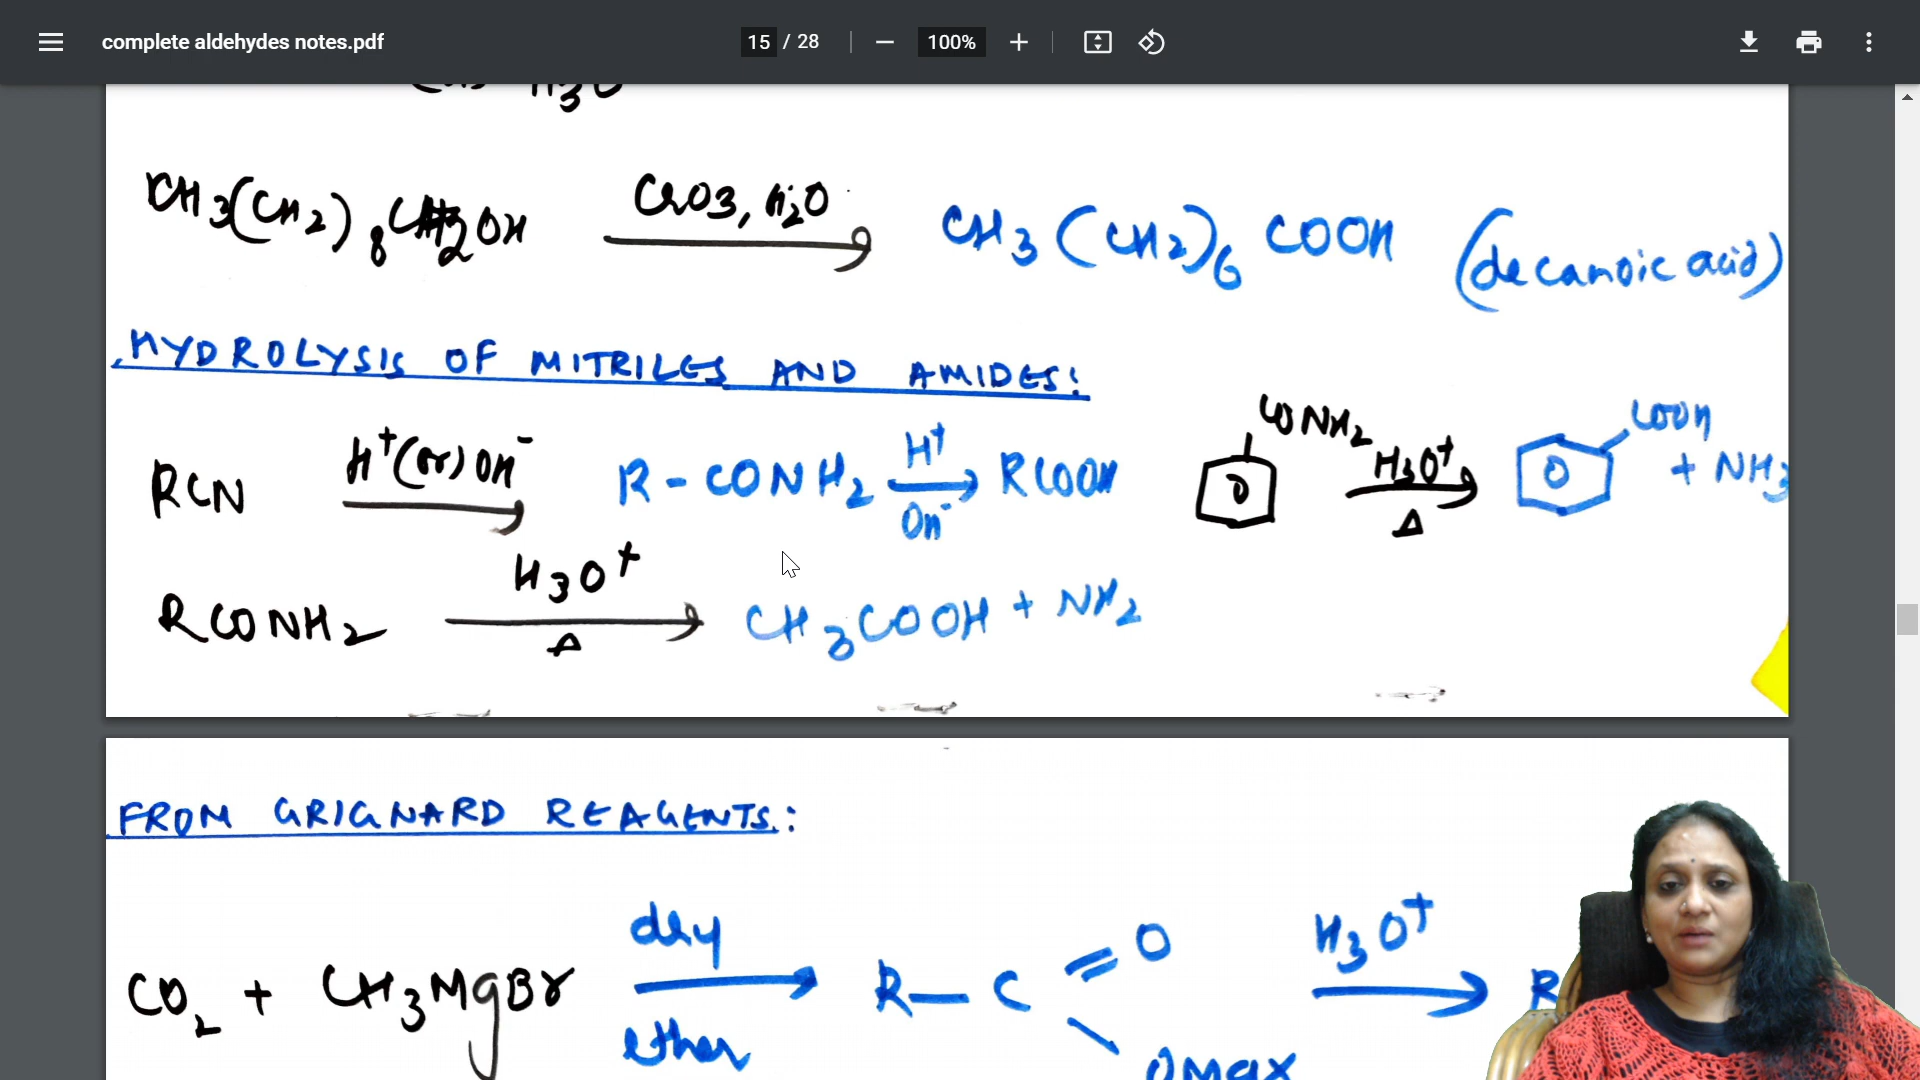 complete aldehydes notes.pdf
15 / 28
100%
CH3(CH2)8CH2OH CrO3, H2O CH3(CH2)6 COOH (decanoic acid)
HYDROLYSIS OF NITRILES AND AMIDES:
RCN H+(or) OH- R-CONH2 H+ OH- RCOOH
CONH2 H3O+ Δ COOH + NH3
RCONH2 H3O+ Δ CH3COOH + NH2
FROM GRIGNARD REAGENTS:
CO2 + CH3MgBr dry ether R-C=O OMgX H3O+ R